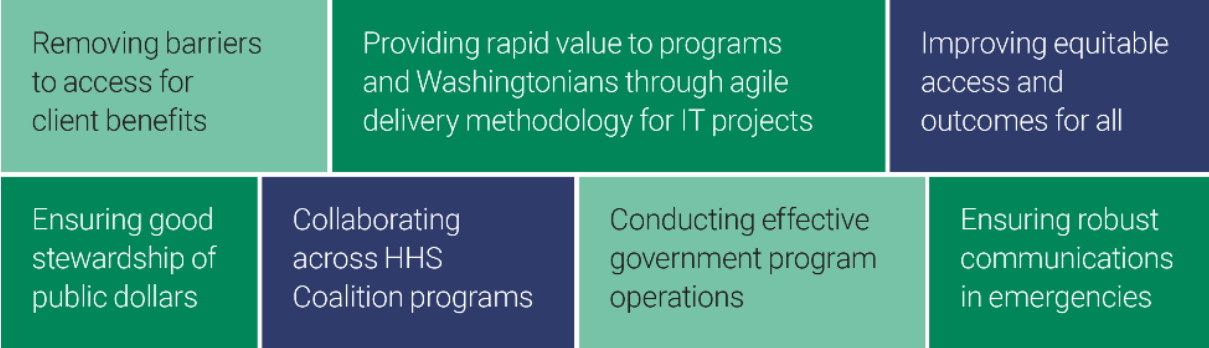 Removing barriers
to access for
client benefits
Providing rapid value to programs
and Washingtonians through agile
delivery methodology for IT projects
Improving equitable
access and
outcomes for all
Ensuring good
stewardship of
public dollars
Collaborating
across HHS
Coalition programs
Conducting effective
government program
operations
Ensuring robust
communications
in emergencies